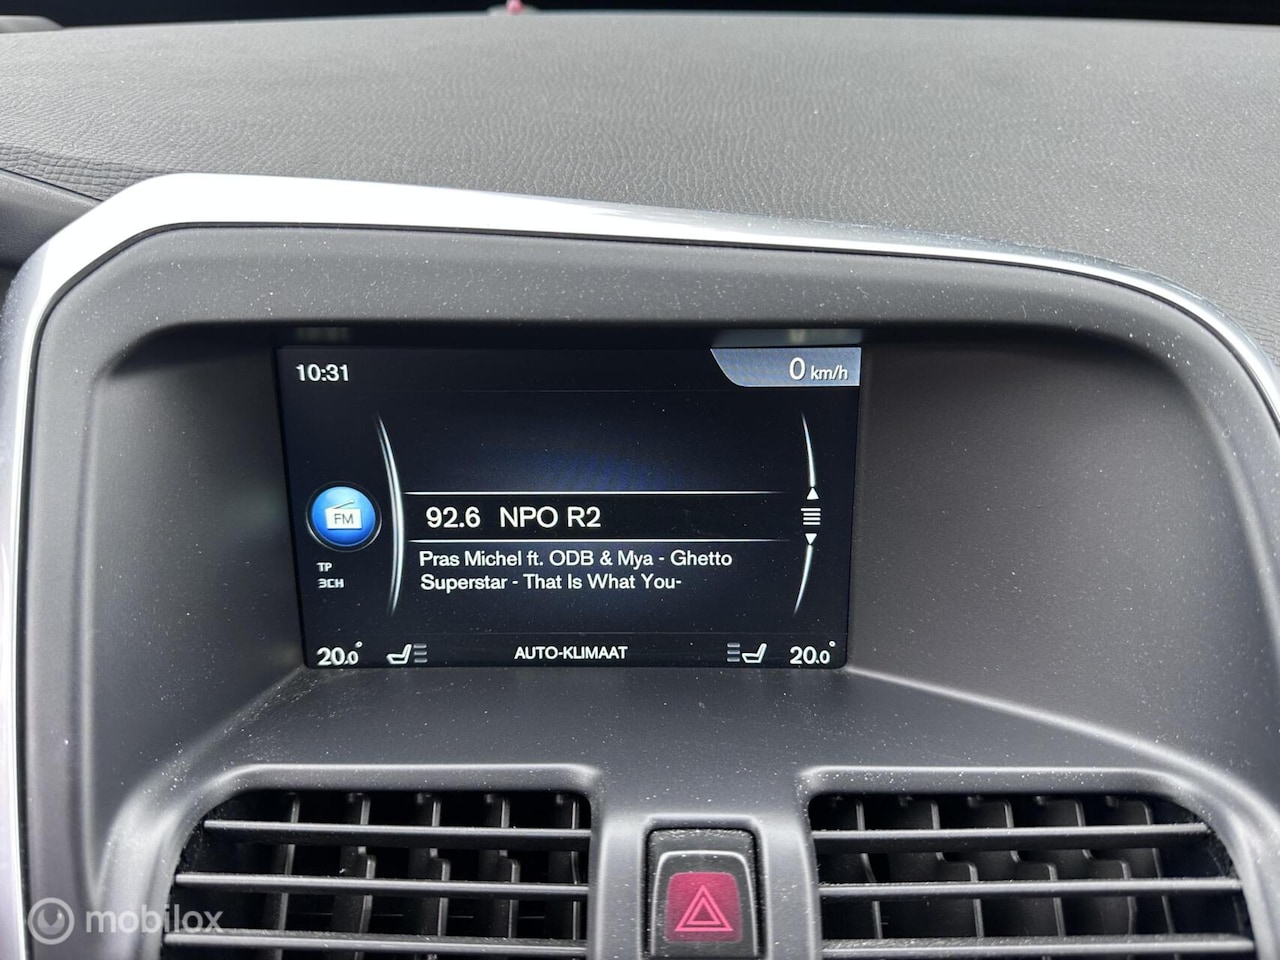 10:31
0 km/h
FM
92.6 NPO R2
Pras Michel ft. ODB & Mya - Ghetto
Superstar - That Is What You-
TP
3CH
20.0° AUTO-KLIMAAT 20.0°
mobilox